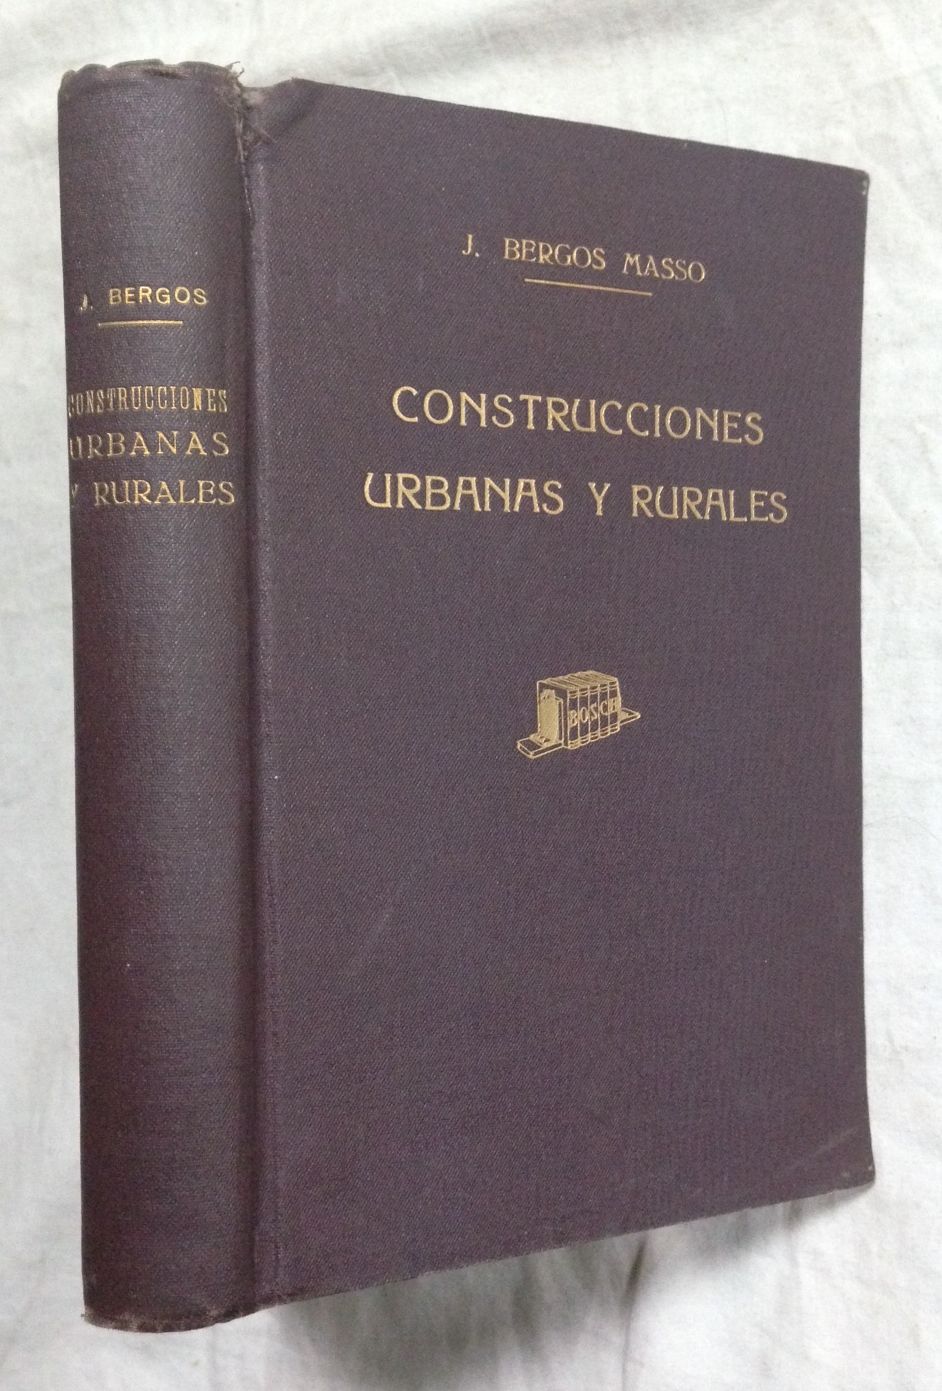 J. BERGOS
CONSTRUCCIONES
URBANAS
Y RURALES
J. BERGOS MASSO
CONSTRUCCIONES
URBANAS Y RURALES
BOSCH